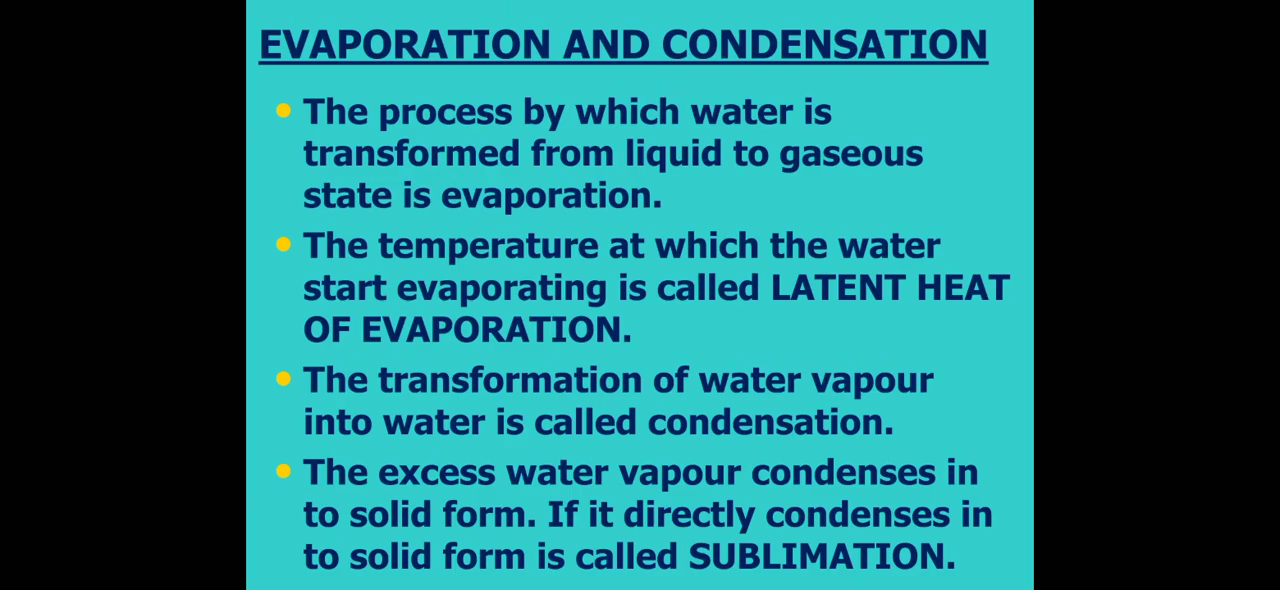 EVAPORATION AND CONDENSATION
• The process by which water is
transformed from liquid to gaseous
state is evaporation.
• The temperature at which the water
start evaporating is called LATENT HEAT
OF EVAPORATION.
• The transformation of water vapour
into water is called condensation.
• The excess water vapour condenses in
to solid form. If it directly condenses in
to solid form is called SUBLIMATION.